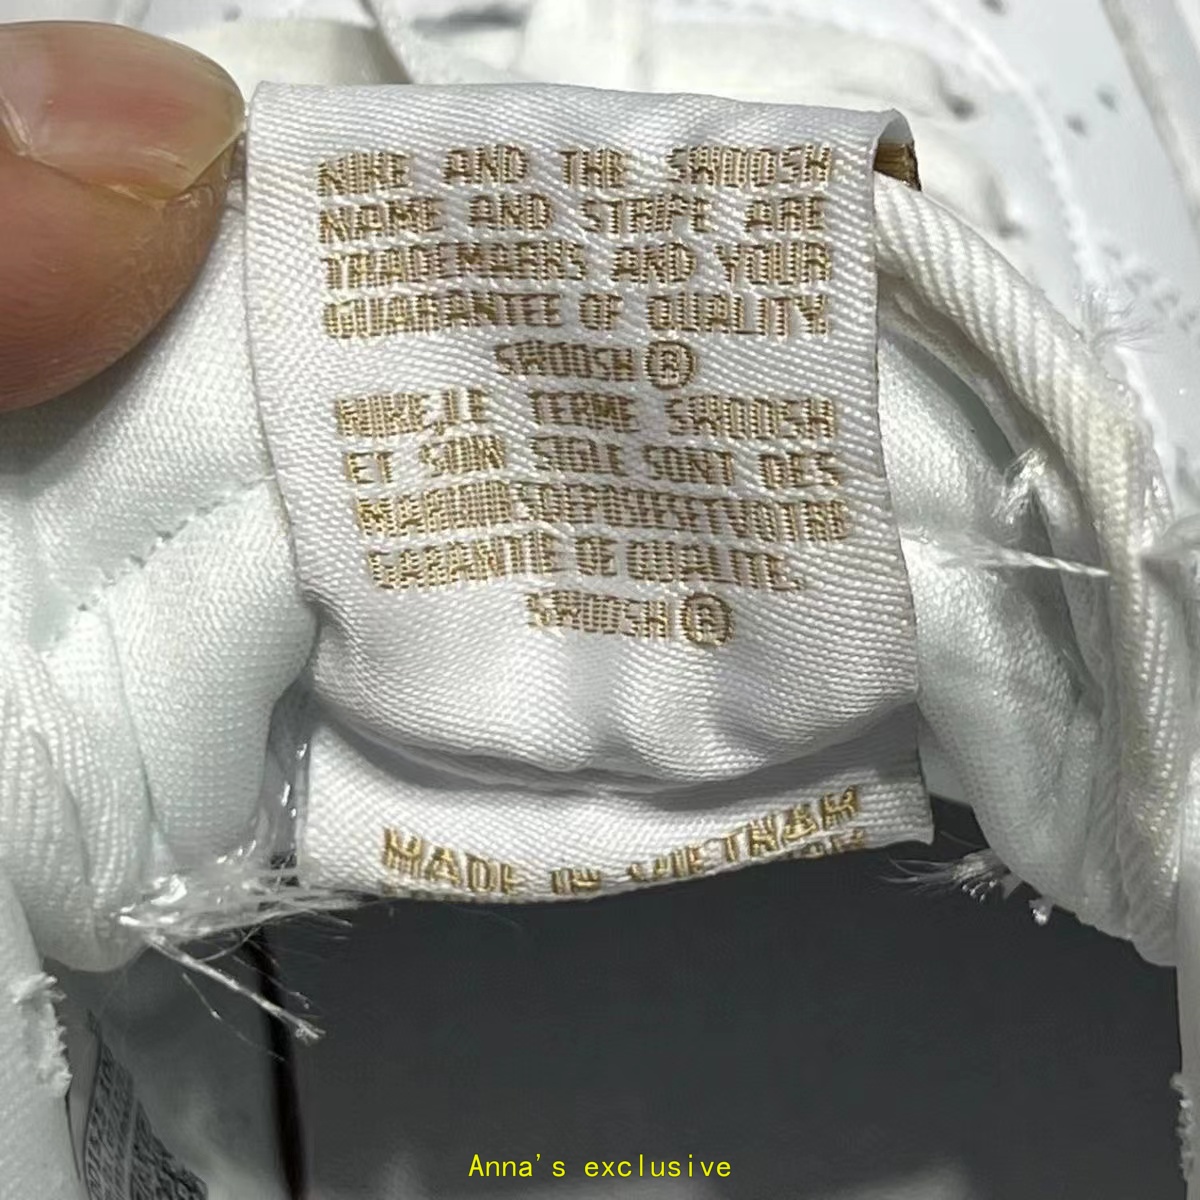 NIKE AND THE SWOOSH
NAME AND STRIPE ARE
TRADEMARKS AND YOUR
GUARANTEE OF QUALITY.
SWOOSH ®
NIKE, LE TERME SWOOSH
ET SON SIGLE SONT DES
GARANTIE DE QUALITE.
SWOOSH ®
MADE IN VIETNAM
Anna's exclusive